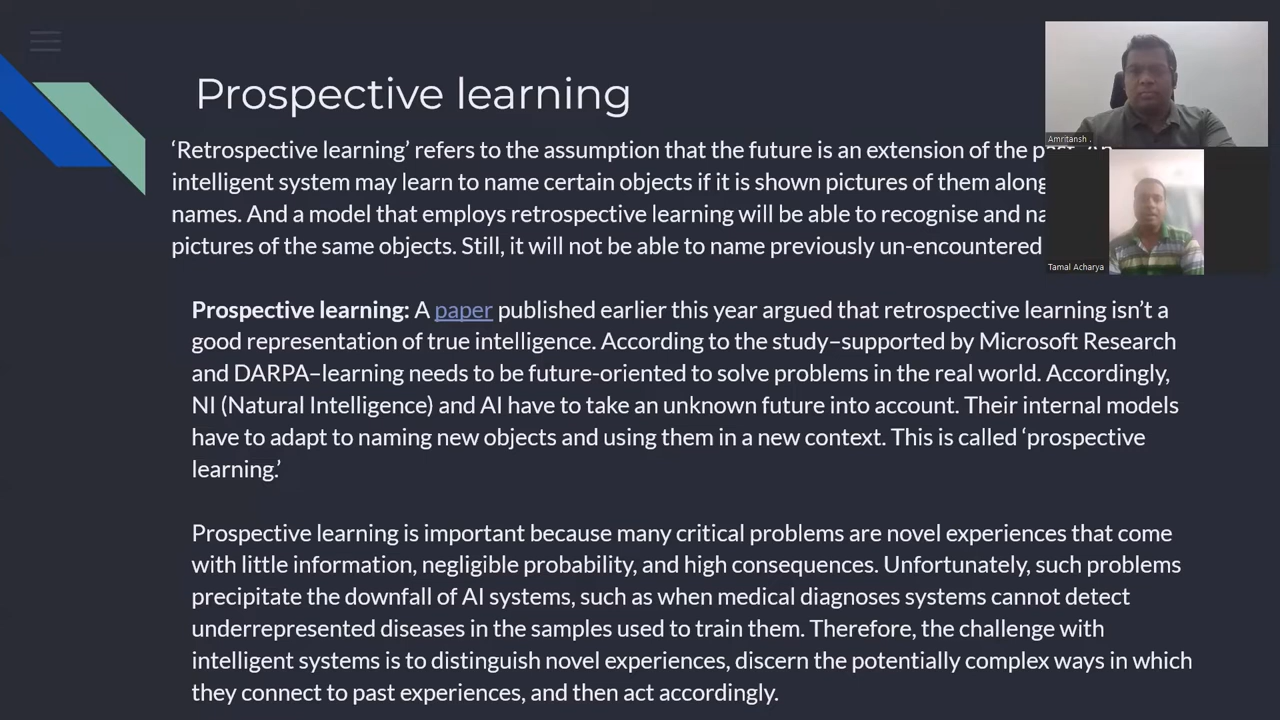 Prospective learning
‘Retrospective learning’ refers to the assumption that the future is an extension of the
intelligent system may learn to name certain objects if it is shown pictures of them along
names. And a model that employs retrospective learning will be able to recognise and
pictures of the same objects. Still, it will not be able to name previously un-encountered
Amritansh .
Tamal Acharya
Prospective learning: A paper published earlier this year argued that retrospective learning isn’t a
good representation of true intelligence. According to the study–supported by Microsoft Research
and DARPA–learning needs to be future-oriented to solve problems in the real world. Accordingly,
NI (Natural Intelligence) and AI have to take an unknown future into account. Their internal models
have to adapt to naming new objects and using them in a new context. This is called ‘prospective
learning.’
Prospective learning is important because many critical problems are novel experiences that come
with little information, negligible probability, and high consequences. Unfortunately, such problems
precipitate the downfall of AI systems, such as when medical diagnoses systems cannot detect
underrepresented diseases in the samples used to train them. Therefore, the challenge with
intelligent systems is to distinguish novel experiences, discern the potentially complex ways in which
they connect to past experiences, and then act accordingly.